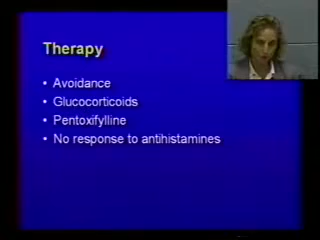 Therapy
• Avoidance
• Glucocorticoids
• Pentoxifylline
• No response to antihistamines